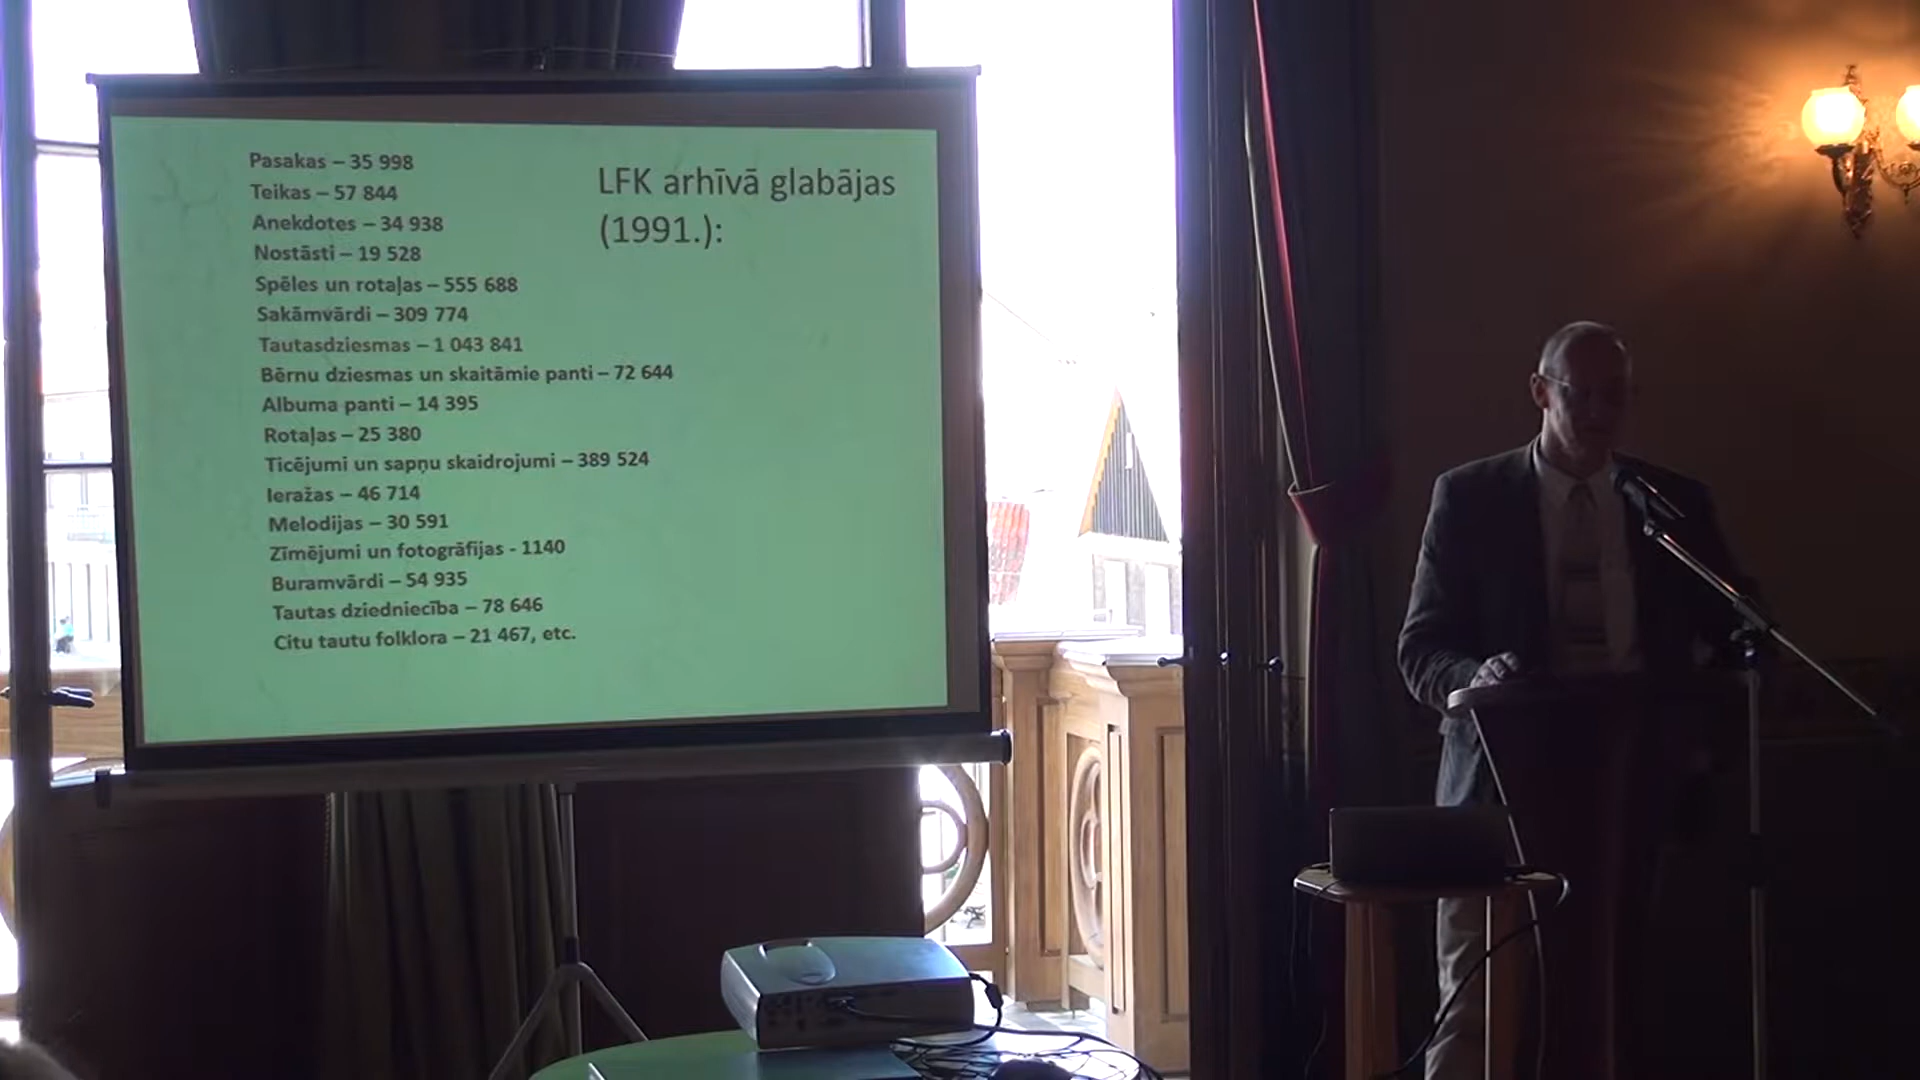 LFK arhīvā glabājas
(1991.):
Pasakas – 35 998
Teikas – 57 844
Anekdotes – 34 938
Nostāsti – 19 528
Spēles un rotaļas – 555 688
Sakāmvārdi – 309 774
Tautasdziesmas – 1 043 841
Bērnu dziesmas un skaitāmie panti – 72 644
Albuma panti – 14 395
Rotaļas – 25 380
Ticējumi un sapņu skaidrojumi – 389 524
Ieražas – 46 714
Melodijas – 30 591
Zīmējumi un fotogrāfijas - 1140
Buramvārdi – 54 935
Tautas dziedniecība – 78 646
Citu tautu folklora – 21 467, etc.